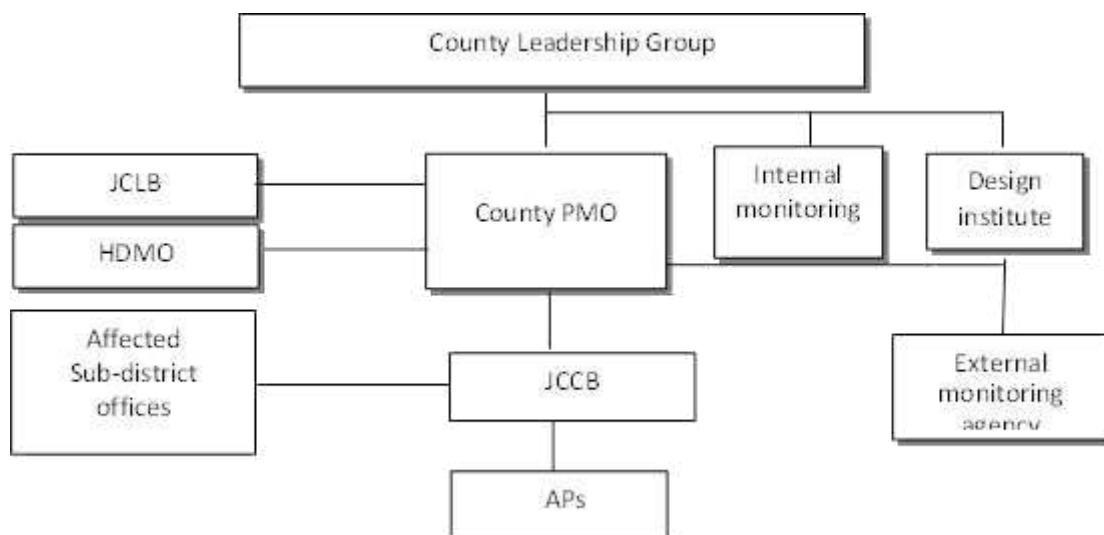 County Leadership Group
JCLB
County PMO
Internal
monitoring
Design
institute
HDMO
Affected
Sub-district
offices
JCCB
External
monitoring
agency
APs